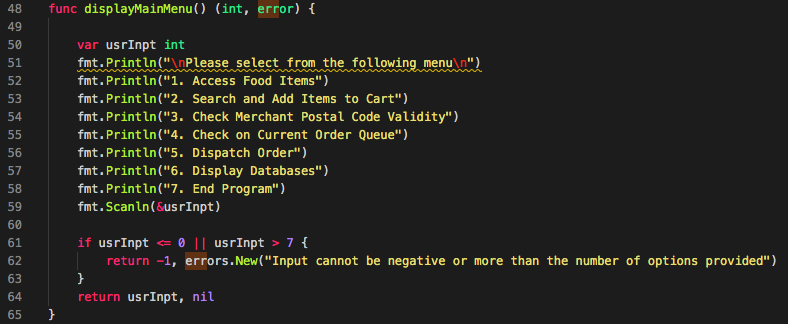 48 func displayMainMenu() (int, error) {
49
50     var usrInpt int
51     fmt.Println("\nPlease select from the following menu\n")
52     fmt.Println("1. Access Food Items")
53     fmt.Println("2. Search and Add Items to Cart")
54     fmt.Println("3. Check Merchant Postal Code Validity")
55     fmt.Println("4. Check on Current Order Queue")
56     fmt.Println("5. Dispatch Order")
57     fmt.Println("6. Display Databases")
58     fmt.Println("7. End Program")
59     fmt.Scanln(&usrInpt)
60
61     if usrInpt <= 0 || usrInpt > 7 {
62         return -1, errors.New("Input cannot be negative or more than the number of options provided")
63     }
64     return usrInpt, nil
65 }